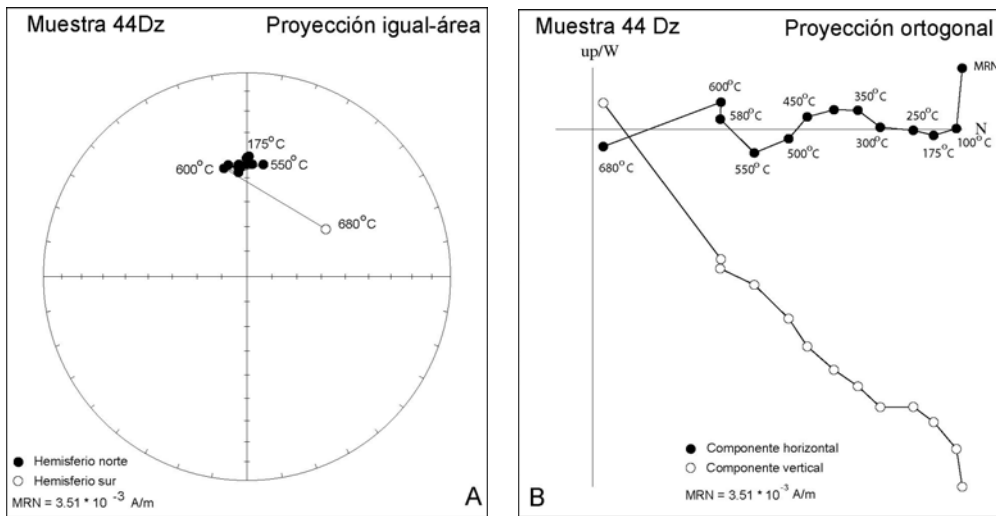 Muestra 44Dz Proyección igual-área
175°C
600°C 550°C
680°C
● Hemisferio norte
○ Hemisferio sur
MRN = 3.51 * 10 -3 A/m
A
Muestra 44 Dz Proyección ortogonal
up/W
MRN
600°C
580°C
450°C
350°C
250°C
N
680°C
550°C
500°C
300°C
175°C
100°C
● Componente horizontal
○ Componente vertical
MRN = 3.51 * 10 -3 A/m
B